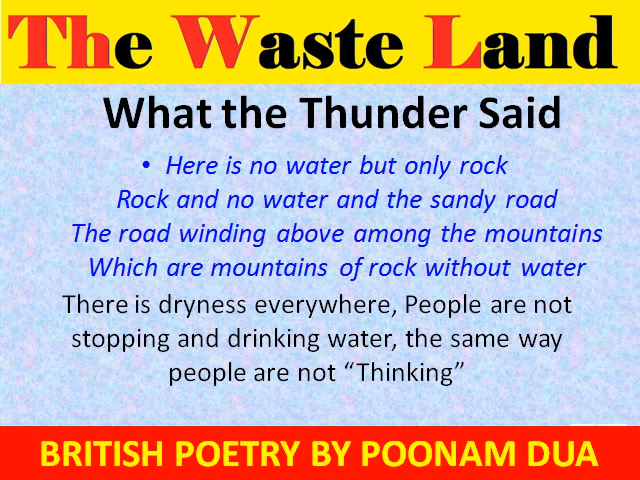 The Waste Land
What the Thunder Said
• Here is no water but only rock
Rock and no water and the sandy road
The road winding above among the mountains
Which are mountains of rock without water
There is dryness everywhere, People are not
stopping and drinking water, the same way
people are not “Thinking”
BRITISH POETRY BY POONAM DUA